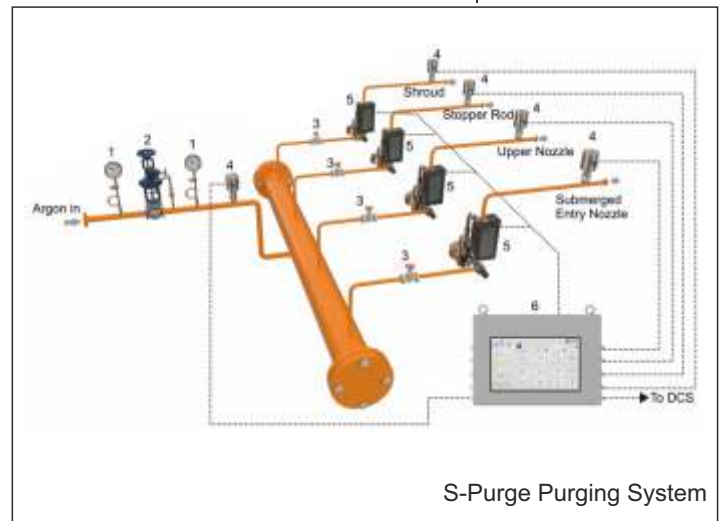 4
Shroud
4
Stopper Rod
4
Upper Nozzle
4
Submerged
Entry Nozzle
5
5
5
5
3
3
3
3
1
2
1
4
Argon in
6
To DCS
S-Purge Purging System